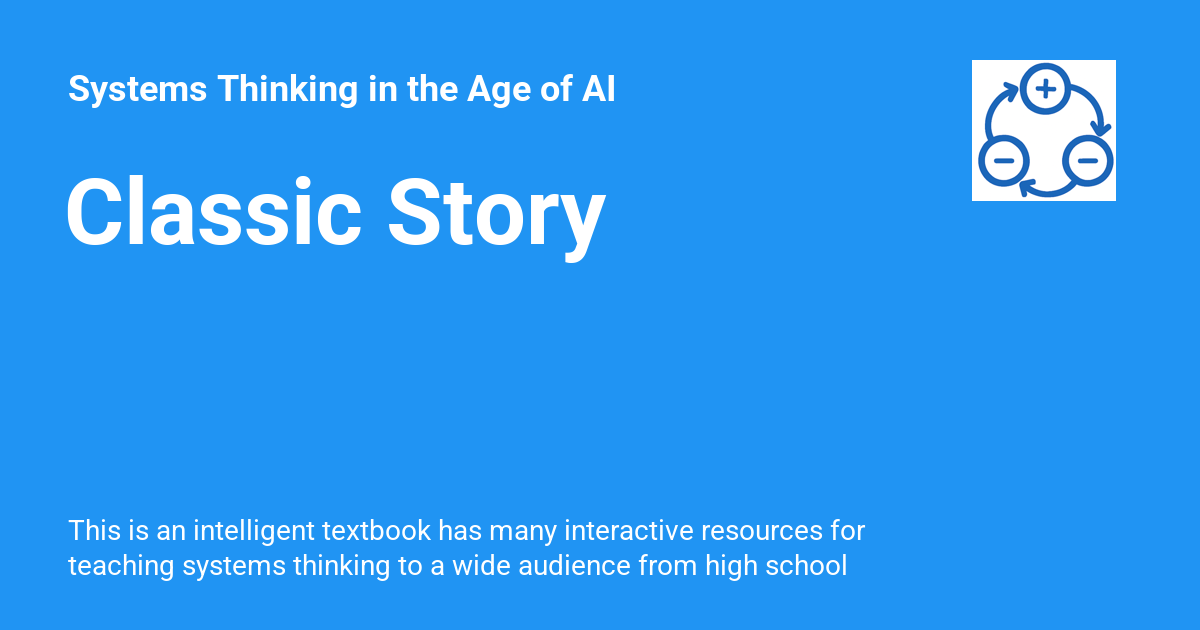 Systems Thinking in the Age of AI
Classic Story
This is an intelligent textbook has many interactive resources for
teaching systems thinking to a wide audience from high school